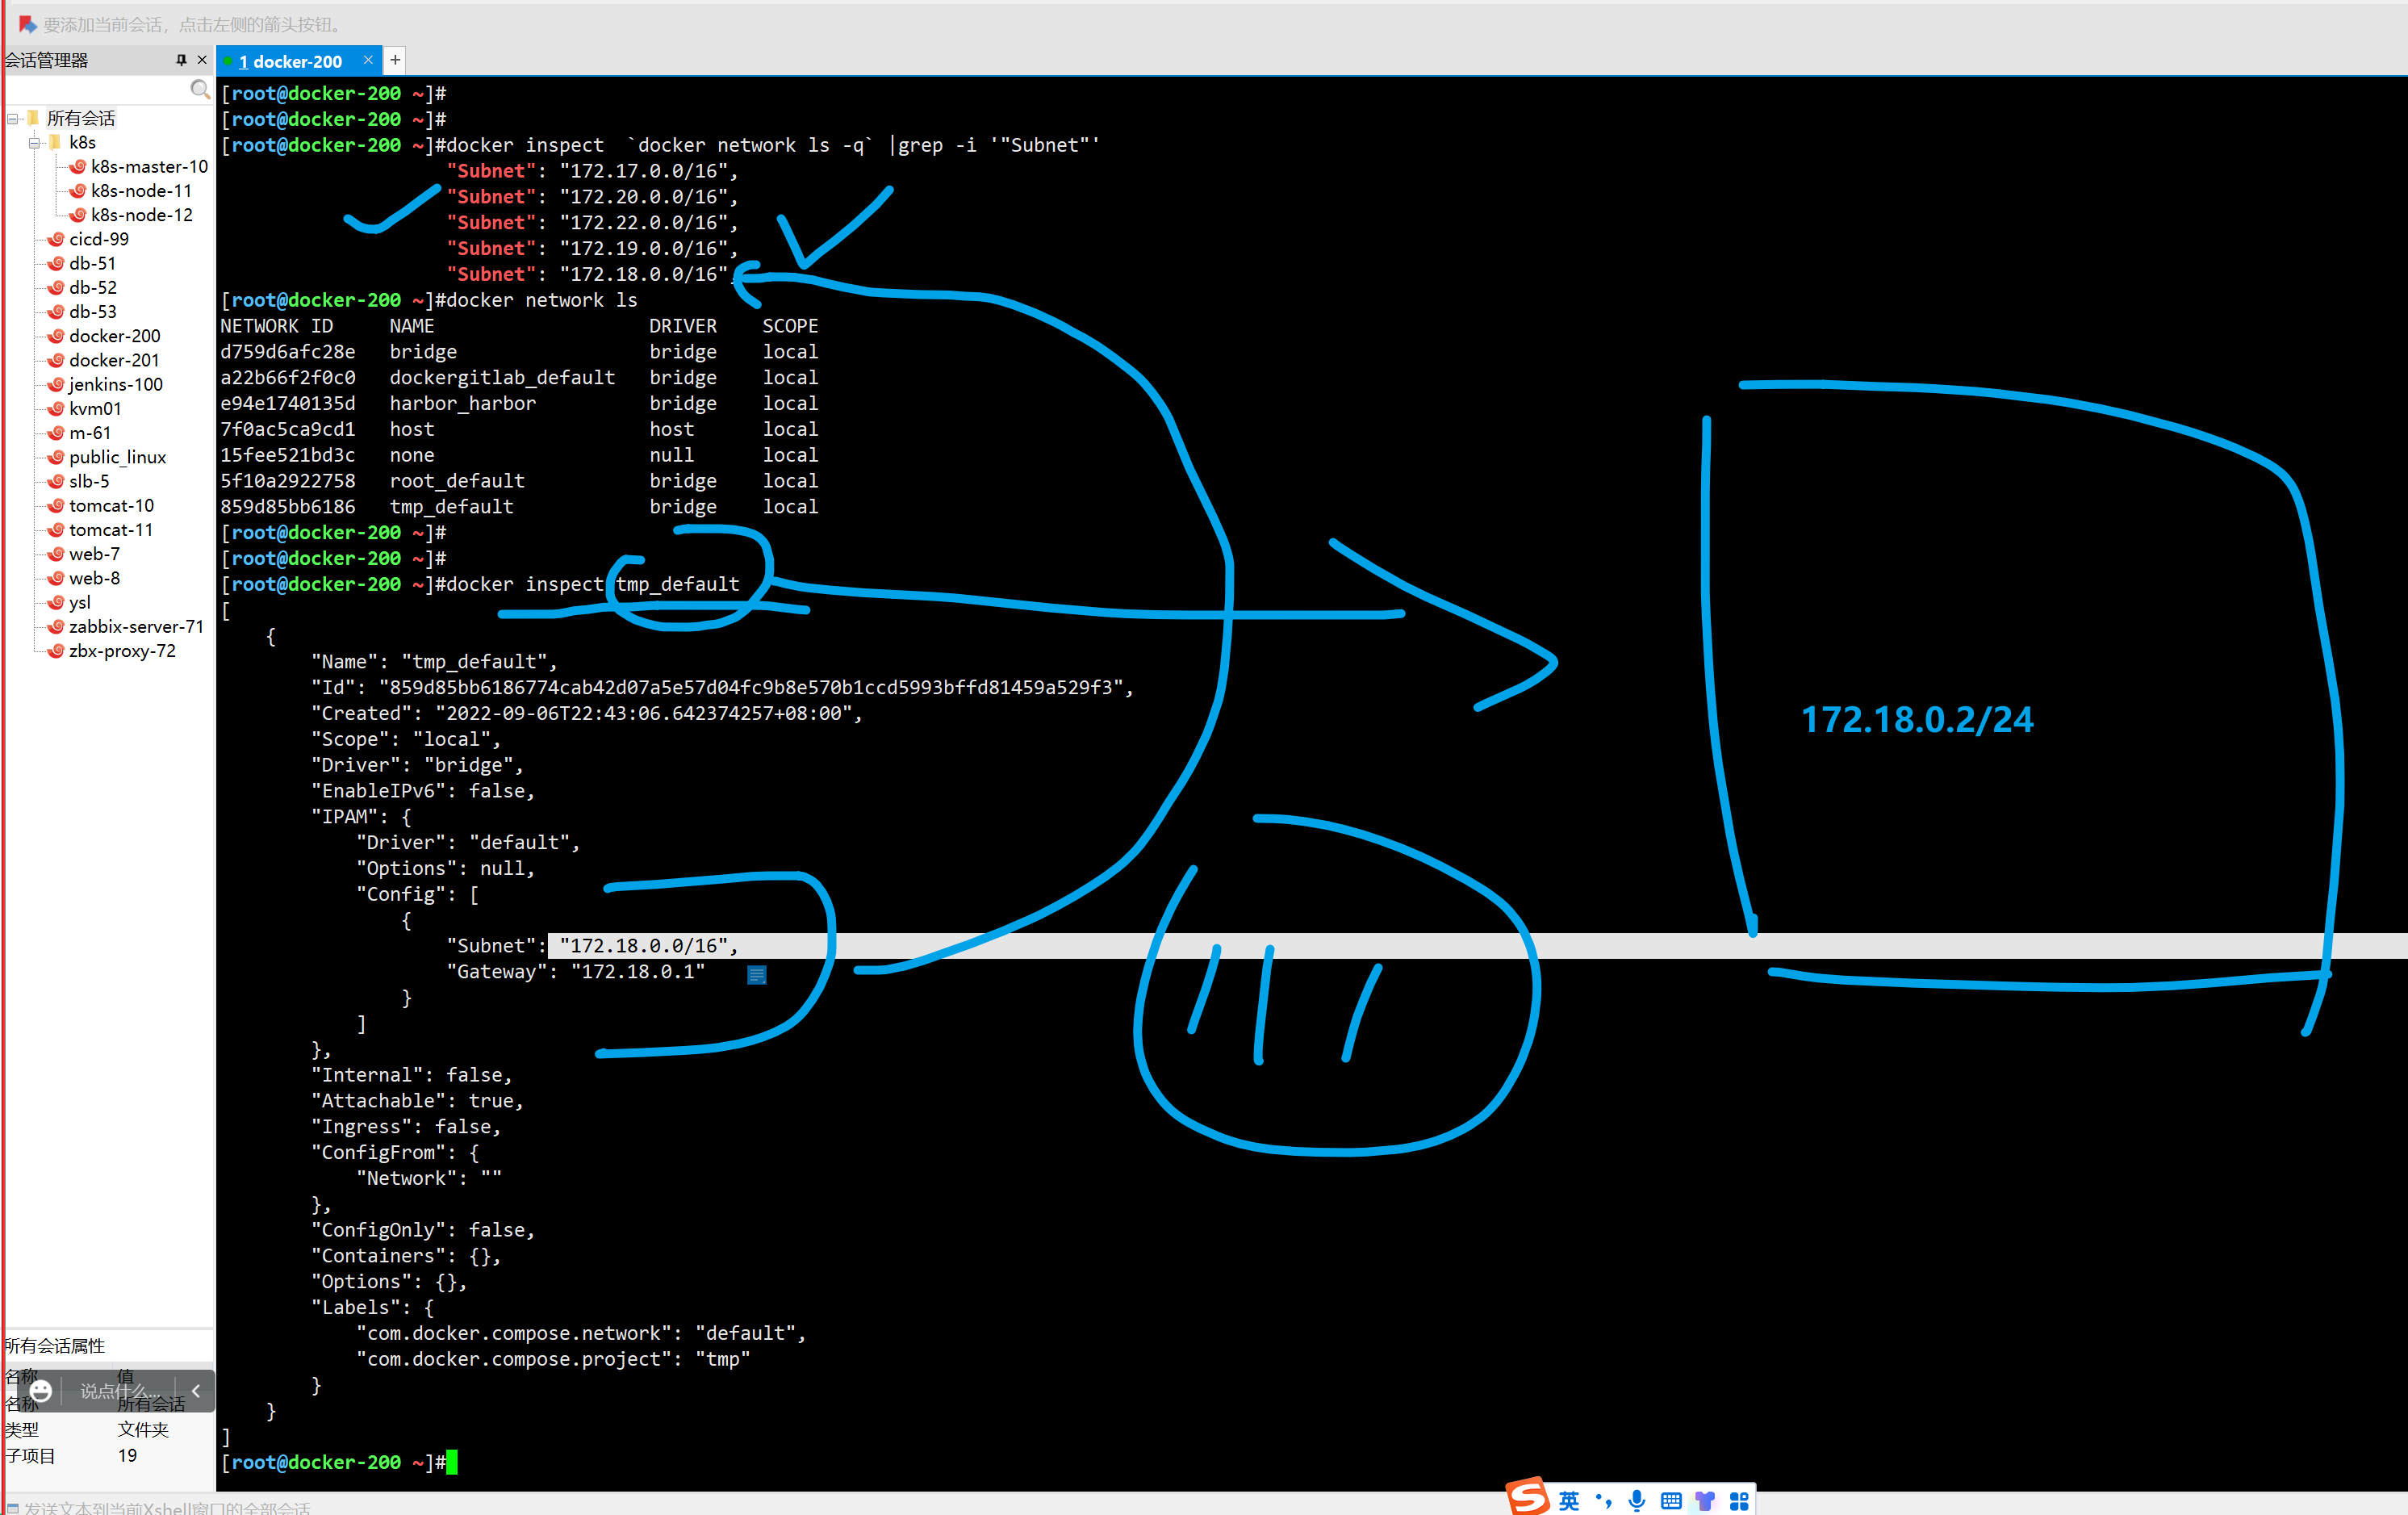 要添加当前会话，点击左侧的箭头按钮。
会话管理器
1 docker-200
所有会话
k8s
k8s-master-10
k8s-node-11
k8s-node-12
cicd-99
db-51
db-52
db-53
docker-200
docker-201
jenkins-100
kvm01
m-61
public_linux
slb-5
tomcat-10
tomcat-11
web-7
web-8
ysl
zabbix-server-71
zbx-proxy-72
所有会话属性
名称 值
名称 所有会话
类型 文件夹
子项目 19
说点什么...
[root@docker-200 ~]#
[root@docker-200 ~]#
[root@docker-200 ~]#docker inspect  `docker network ls -q` |grep -i '"Subnet"'
"Subnet": "172.17.0.0/16",
"Subnet": "172.20.0.0/16",
"Subnet": "172.22.0.0/16",
"Subnet": "172.19.0.0/16",
"Subnet": "172.18.0.0/16",
[root@docker-200 ~]#docker network ls
NETWORK ID NAME DRIVER SCOPE
d759d6afc28e bridge bridge local
a22b66f2f0c0 dockergitlab_default bridge local
e94e1740135d harbor_harbor bridge local
7f0ac5ca9cd1 host host local
15fee521bd3c none null local
5f10a2922758 root_default bridge local
859d85bb6186 tmp_default bridge local
[root@docker-200 ~]#
[root@docker-200 ~]#
[root@docker-200 ~]#docker inspect tmp_default
[
{
"Name": "tmp_default",
"Id": "859d85bb6186774cab42d07a5e57d04fc9b8e570b1ccd5993bffd81459a529f3",
"Created": "2022-09-06T22:43:06.642374257+08:00",
"Scope": "local",
"Driver": "bridge",
"EnableIPv6": false,
"IPAM": {
"Driver": "default",
"Options": null,
"Config": [
{
"Subnet": "172.18.0.0/16",
"Gateway": "172.18.0.1"
}
]
},
"Internal": false,
"Attachable": true,
"Ingress": false,
"ConfigFrom": {
"Network": ""
},
"ConfigOnly": false,
"Containers": {},
"Options": {},
"Labels": {
"com.docker.compose.network": "default",
"com.docker.compose.project": "tmp"
}
}
]
[root@docker-200 ~]#
172.18.0.2/24
发送文本到当前Xshell窗口的全部会话
英